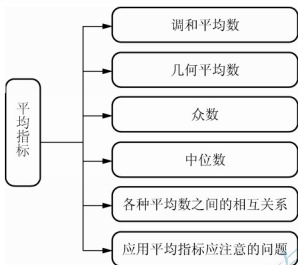 平均指标
调和平均数
几何平均数
众数
中位数
各种平均数之间的相互关系
应用平均指标应注意的问题